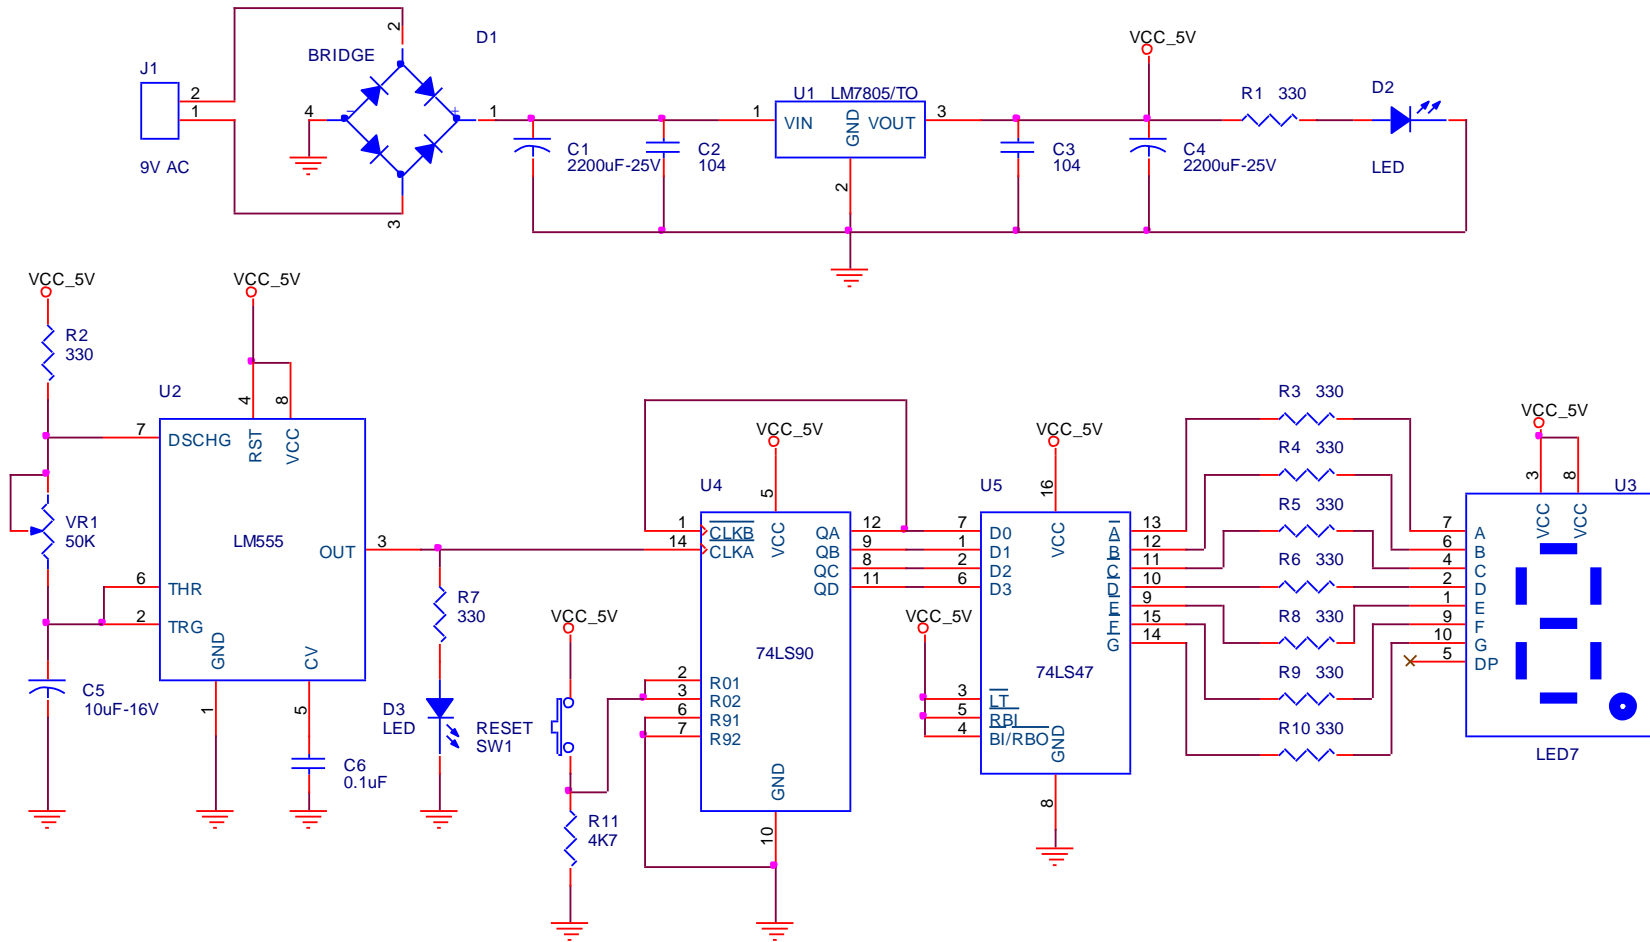 J1
2
1
9V AC
BRIDGE
D1
2
4
1
3
-
+
C1
2200uF-25V
C2
104
U1 LM7805/TO
1
VIN
GND
VOUT
3
2
C3
104
VCC_5V
C4
2200uF-25V
R1 330
D2
LED
VCC_5V
R2
330
VR1
50K
C5
10uF-16V
VCC_5V
U2
4
8
7
DSCHG
RST
VCC
LM555
OUT
3
6
THR
2
TRG
GND
CV
1
5
C6
0.1uF
R7
330
D3
LED
VCC_5V
RESET
SW1
R11
4K7
VCC_5V
U4
5
1
CLKB
14
CLKA
VCC
QA
12
QB
9
QC
8
QD
11
74LS90
2
R01
3
R02
6
R91
7
R92
GND
10
VCC_5V
U5
16
7
D0
1
D1
2
D2
6
D3
VCC
A
13
B
12
C
11
D
10
E
9
F
15
G
14
VCC_5V
74LS47
3
LT
5
RBI
4
BI/RBO
GND
8
R3 330
R4 330
R5 330
R6 330
R8 330
R9 330
R10 330
VCC_5V
U3
3
8
VCC
VCC
7
A
6
B
4
C
2
D
1
E
9
F
10
G
5
DP
LED7